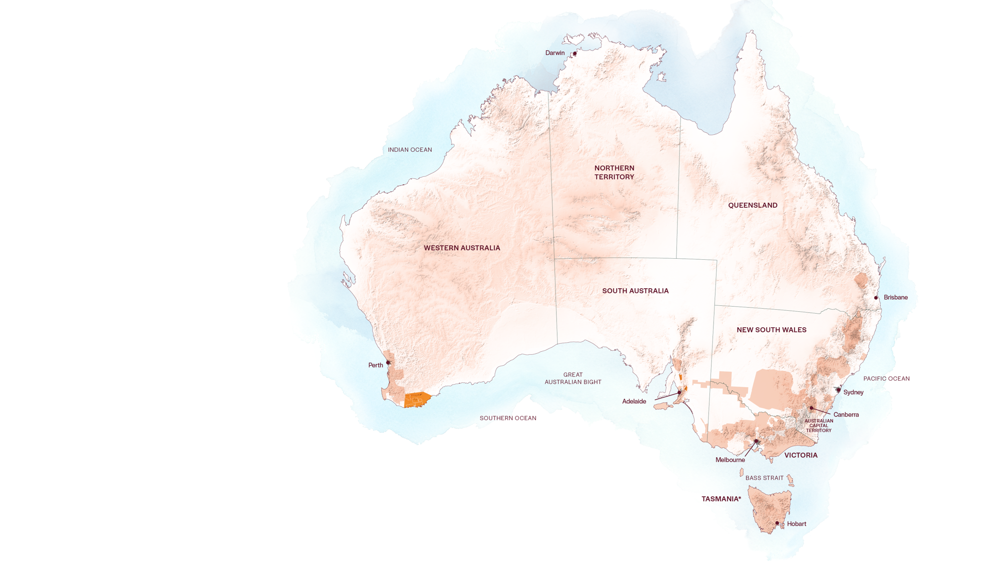 Darwin
INDIAN OCEAN
NORTHERN
TERRITORY
QUEENSLAND
WESTERN AUSTRALIA
SOUTH AUSTRALIA
Brisbane
NEW SOUTH WALES
Perth
GREAT
AUSTRALIAN BIGHT
PACIFIC OCEAN
Sydney
Adelaide
SOUTHERN OCEAN
Canberra
AUSTRALIAN
CAPITAL
TERRITORY
VICTORIA
Melbourne
BASS STRAIT
TASMANIA*
Hobart